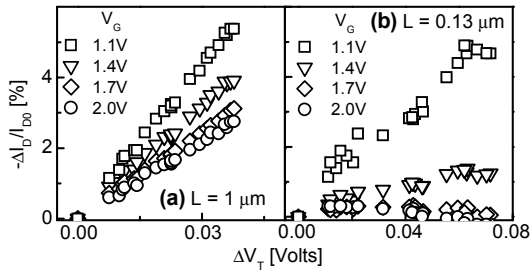 V_G
1.1V
1.4V
1.7V
2.0V
(a) L = 1 μm
V_G
(b) L = 0.13 μm
1.1V
1.4V
1.7V
2.0V
-ΔI_D/I_D0 [%]
4
2
0
0.00
0.03
0.00
0.04
0.08
ΔV_T [Volts]